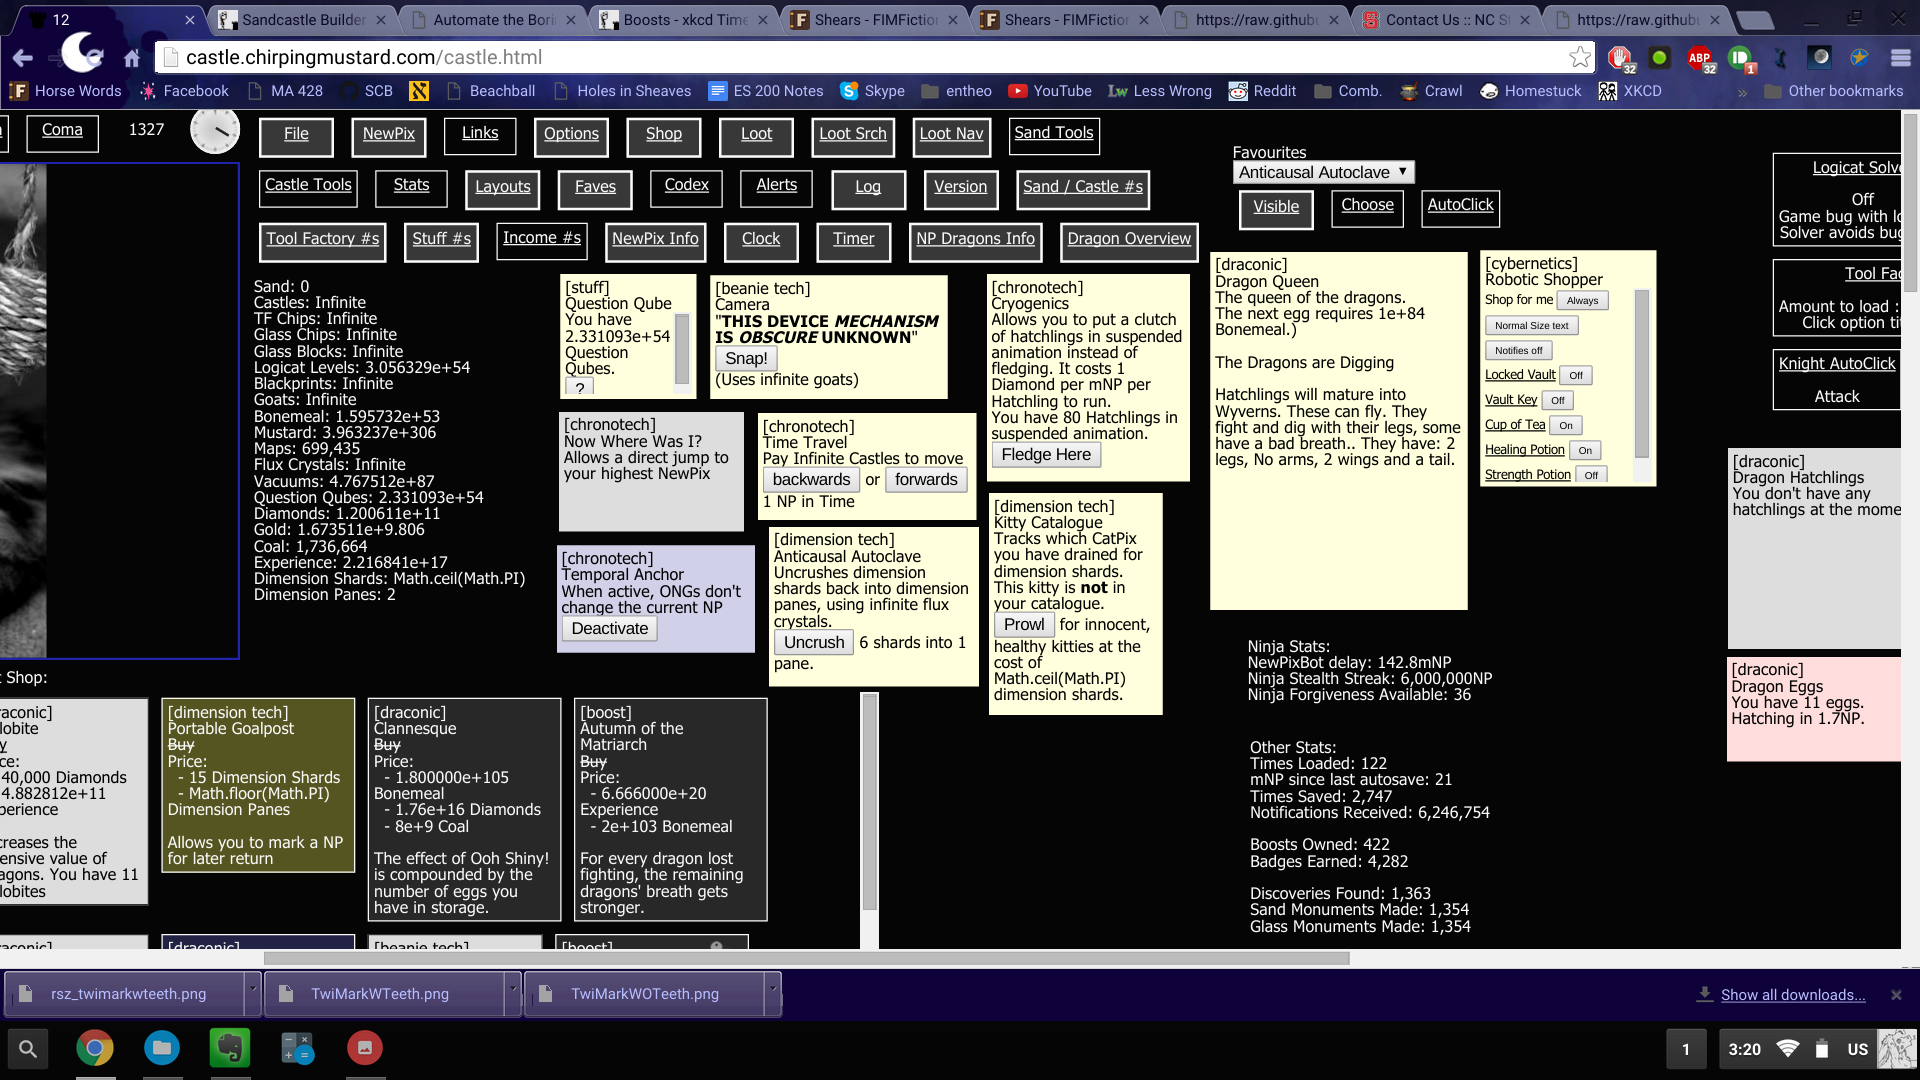 12
Sandcastle Builder
Automate the Borin
Boosts - xkcd Time
Shears - FIMFiction
Shears - FIMFiction
https://raw.githubu
Contact Us :: NC St
https://raw.githubu
castle.chirpingmustard.com/castle.html
32
ABP
32
1
Horse Words
Facebook
MA 428
SCB
Beachball
Holes in Sheaves
ES 200 Notes
Skype
entheo
YouTube
Less Wrong
Reddit
Comb.
Crawl
Homestuck
XKCD
»
Other bookmarks
Coma
1327
File
NewPix
Links
Options
Shop
Loot
Loot Srch
Loot Nav
Sand Tools
Castle Tools
Stats
Layouts
Faves
Codex
Alerts
Log
Version
Sand / Castle #s
Tool Factory #s
Stuff #s
Income #s
NewPix Info
Clock
Timer
NP Dragons Info
Dragon Overview
Favourites
Anticausal Autoclave
Visible
Choose
AutoClick
Logicat Solve
Off
Game bug with lo
Solver avoids bug
Tool Fac
Amount to load :
Click option tit
Knight AutoClick
Attack
Sand: 0
Castles: Infinite
TF Chips: Infinite
Glass Chips: Infinite
Glass Blocks: Infinite
Logicat Levels: 3.056329e+54
Blackprints: Infinite
Goats: Infinite
Bonemeal: 1.595732e+53
Mustard: 3.963237e+306
Maps: 699,435
Flux Crystals: Infinite
Vacuums: 4.767512e+87
Question Qubes: 2.331093e+54
Diamonds: 1.200611e+11
Gold: 1.673511e+9.806
Coal: 1,736,664
Experience: 2.216841e+17
Dimension Shards: Math.ceil(Math.PI)
Dimension Panes: 2
[stuff]
Question Qube
You have
2.331093e+54
Question
Qubes.
?
[beanie tech]
Camera
"THIS DEVICE MECHANISM
IS OBSCURE UNKNOWN"
Snap!
(Uses infinite goats)
[chronotech]
Now Where Was I?
Allows a direct jump to
your highest NewPix
[chronotech]
Time Travel
Pay Infinite Castles to move
backwards or forwards
1 NP in Time
[chronotech]
Temporal Anchor
When active, ONGs don't
change the current NP
Deactivate
[dimension tech]
Anticausal Autoclave
Uncrushes dimension
shards back into dimension
panes, using infinite flux
crystals.
Uncrush 6 shards into 1
pane.
[chronotech]
Cryogenics
Allows you to put a clutch
of hatchlings in suspended
animation instead of
fledging. It costs 1
Diamond per mNP per
Hatchling to run.
You have 80 Hatchlings in
suspended animation.
Fledge Here
[dimension tech]
Kitty Catalogue
Tracks which CatPix
you have drained for
dimension shards.
This kitty is not in
your catalogue.
Prowl for innocent,
healthy kitties at the
cost of
Math.ceil(Math.PI)
dimension shards.
[draconic]
Dragon Queen
The queen of the dragons.
The next egg requires 1e+84
Bonemeal.)
The Dragons are Digging
Hatchlings will mature into
Wyverns. These can fly. They
fight and dig with their legs, some
have a bad breath.. They have: 2
legs, No arms, 2 wings and a tail.
[cybernetics]
Robotic Shopper
Shop for me Always
Normal Size text
Notifies off
Locked Vault Off
Vault Key Off
Cup of Tea On
Healing Potion On
Strength Potion Off
[draconic]
Dragon Hatchlings
You don't have any
hatchlings at the mome
[draconic]
Dragon Eggs
You have 11 eggs.
Hatching in 1.7NP.
Ninja Stats:
NewPixBot delay: 142.8mNP
Ninja Stealth Streak: 6,000,000NP
Ninja Forgiveness Available: 36
Other Stats:
Times Loaded: 122
mNP since last autosave: 21
Times Saved: 2,747
Notifications Received: 6,246,754
Boosts Owned: 422
Badges Earned: 4,282
Discoveries Found: 1,363
Sand Monuments Made: 1,354
Glass Monuments Made: 1,354
t Shop:
raconic]
lobite
y
ce:
40,000 Diamonds
4.882812e+11
perience
creases the
ensive value of
agons. You have 11
lobites
[dimension tech]
Portable Goalpost
Buy
Price:
- 15 Dimension Shards
- Math.floor(Math.PI)
Dimension Panes
Allows you to mark a NP
for later return
[draconic]
Clannesque
Buy
Price:
- 1.800000e+105
Bonemeal
- 1.76e+16 Diamonds
- 8e+9 Coal
The effect of Ooh Shiny!
is compounded by the
number of eggs you
have in storage.
[boost]
Autumn of the
Matriarch
Buy
Price:
- 6.666000e+20
Experience
- 2e+103 Bonemeal
For every dragon lost
fighting, the remaining
dragons' breath gets
stronger.
raconic]
[draconic]
[beanie tech]
[boost]
rsz_twimarkwteeth.png
TwiMarkWTeeth.png
TwiMarkWOTeeth.png
Show all downloads...
1
3:20
US